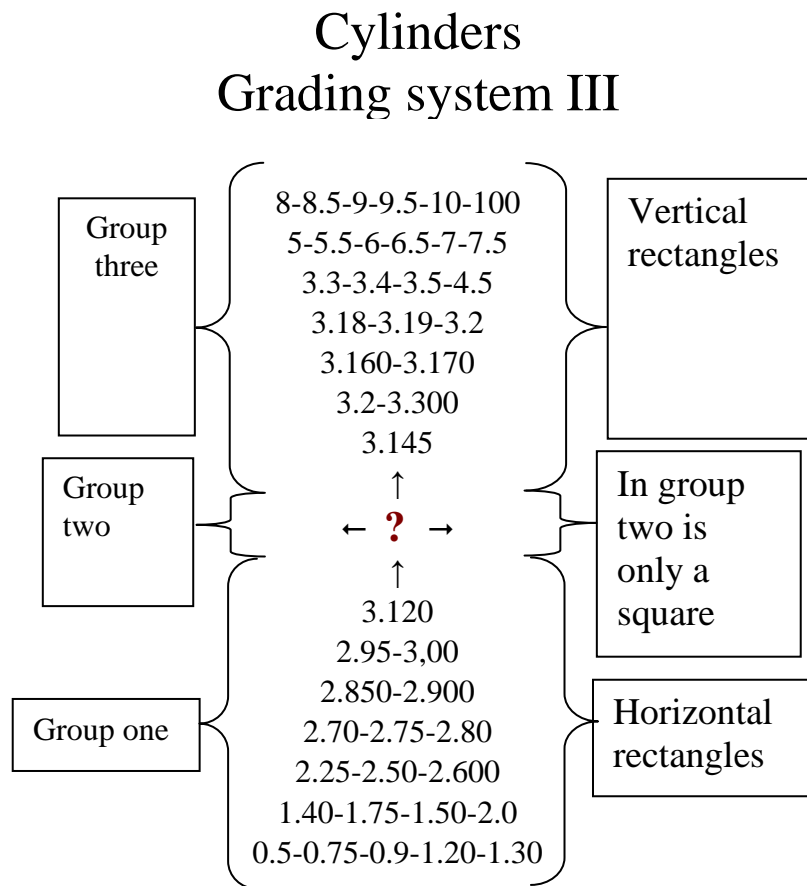 Cylinders
Grading system III
Group
three
8-8.5-9-9.5-10-100
5-5.5-6-6.5-7-7.5
3.3-3.4-3.5-4.5
3.18-3.19-3.2
3.160-3.170
3.2-3.300
3.145
Vertical
rectangles
Group
two
↑
← ? →
↑
In group
two is
only a
square
Group one
3.120
2.95-3,00
2.850-2.900
2.70-2.75-2.80
2.25-2.50-2.600
1.40-1.75-1.50-2.0
0.5-0.75-0.9-1.20-1.30
Horizontal
rectangles